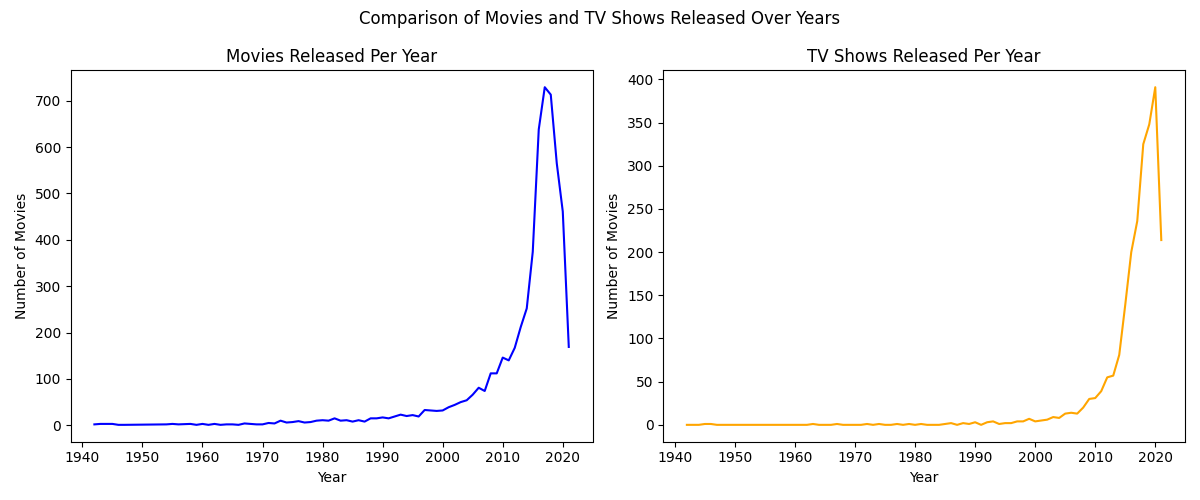 Comparison of Movies and TV Shows Released Over Years
Movies Released Per Year
Number of Movies
700
600
500
400
300
200
100
0
1940 1950 1960 1970 1980 1990 2000 2010 2020
Year
TV Shows Released Per Year
Number of Movies
400
350
300
250
200
150
100
50
0
1940 1950 1960 1970 1980 1990 2000 2010 2020
Year